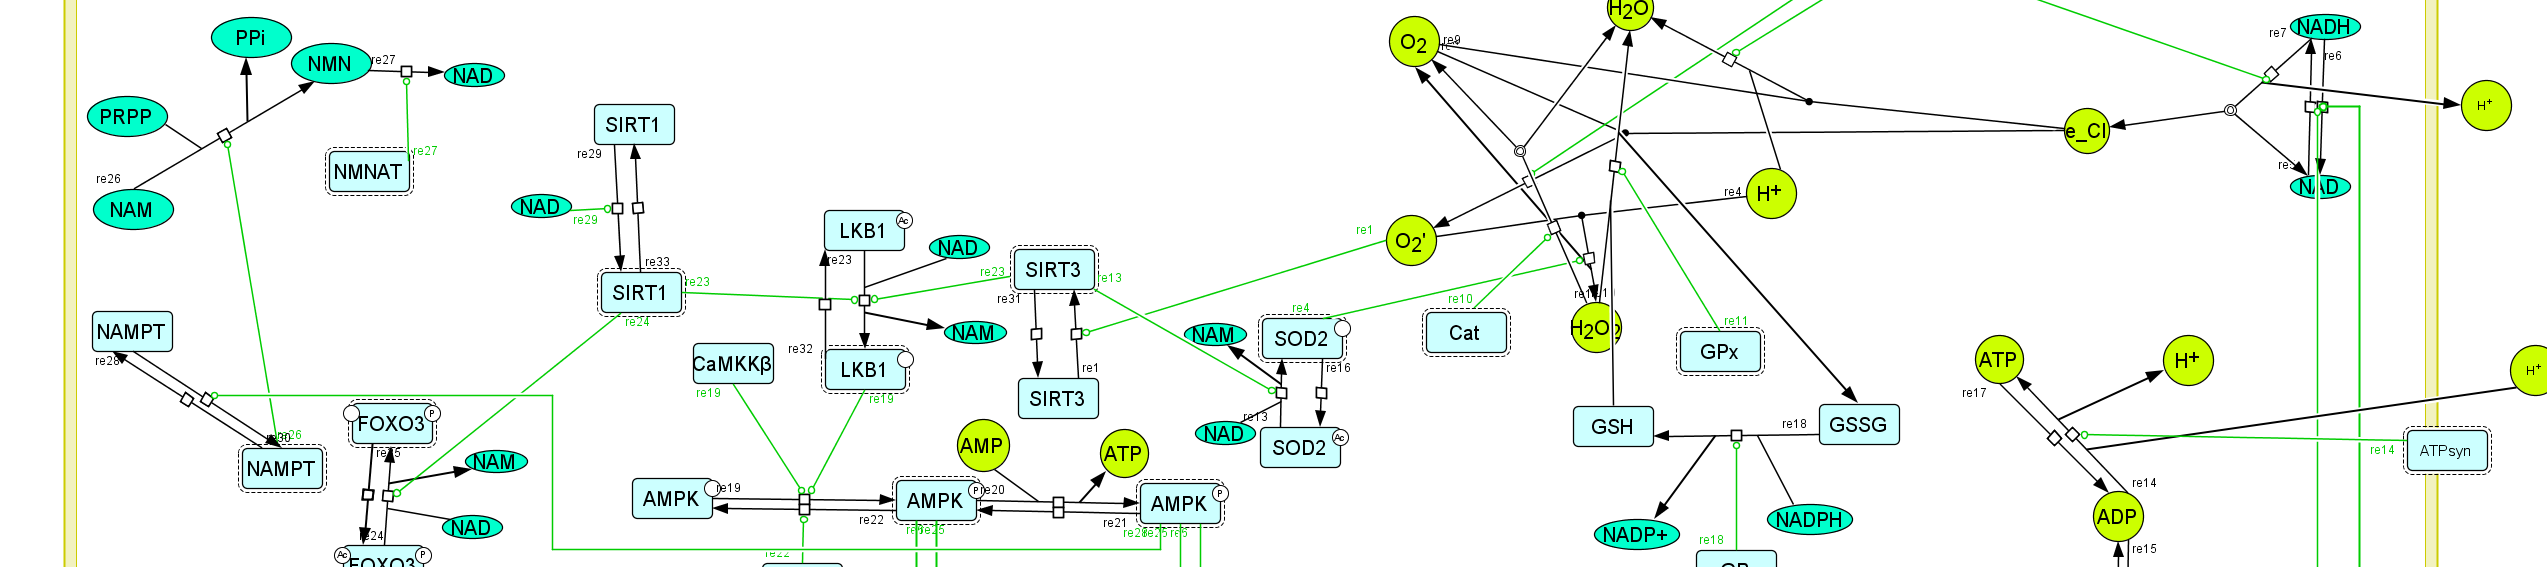 PPi
NMN
re27
NAD
PRPP
re26
NAM
NMNAT
re27
SIRT1
re29
NAD
re29
re33
SIRT1
re23
re24
LKB1
Ac
re23
NAD
NAM
re32
LKB1
re19
CaMKKβ
re19
SIRT3
re23
re13
re31
re1
SIRT3
re1
NAMPT
re28
re30
re26
NAMPT
FOXO3
P
NAM
NAD
Ac
P
FOXO3
AMPK
re19
re22
re22
AMPK
P
re20
re25
AMP
ATP
re21
AMPK
P
re5
NAM
SOD2
re4
re16
re13
NAD
SOD2
Ac
O2
re9
H2O
O2'
re4
H+
re10
Cat
H2O2
re11
GPx
GSH
re18
GSSG
NADP+
NADPH
re18
e_CI
re7
NADH
re6
NAD
H+
ATP
re17
H+
H+
re14
ATPsyn
re14
ADP
re15